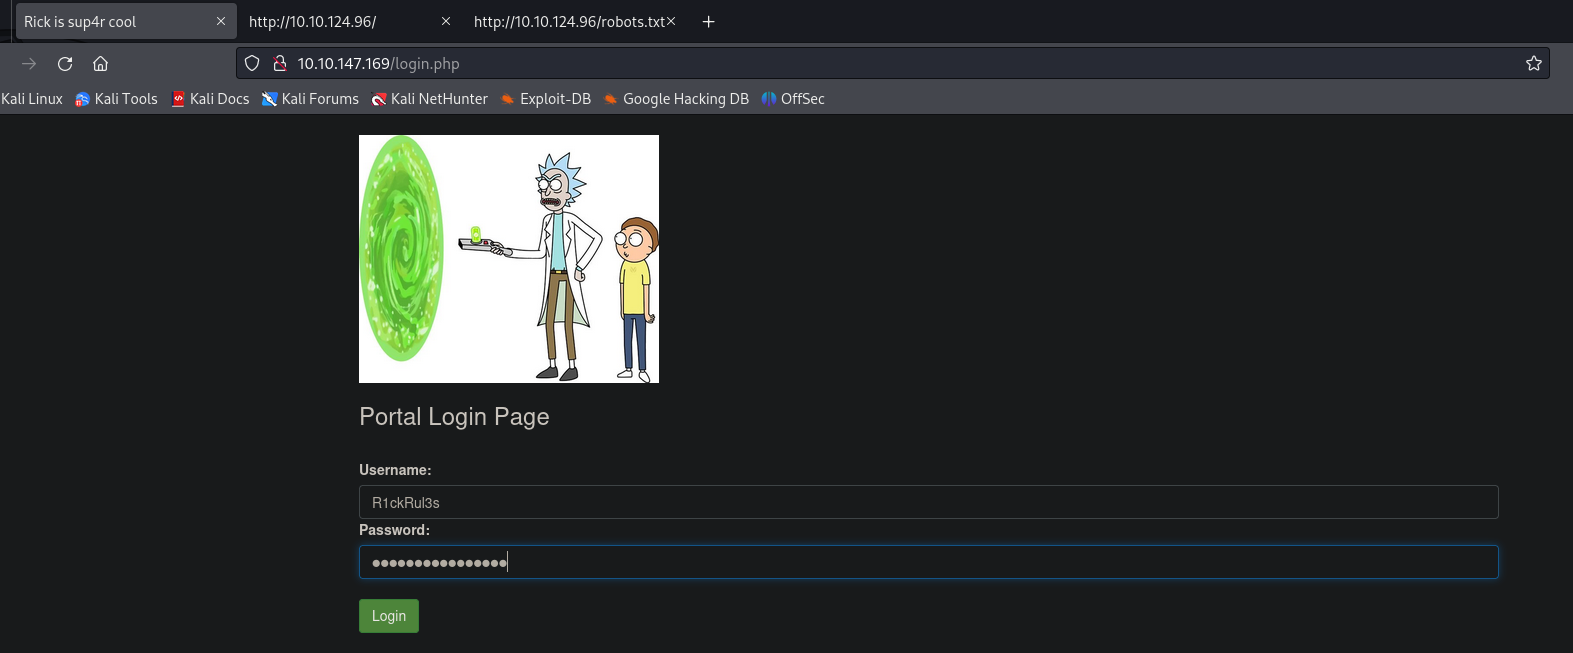 Rick is sup4r cool × http://10.10.124.96/ × http://10.10.124.96/robots.txt× +
10.10.147.169/login.php
Kali Linux Kali Tools Kali Docs Kali Forums Kali NetHunter Exploit-DB Google Hacking DB OffSec
Portal Login Page
Username:
R1ckRul3s
Password:
●●●●●●●●●●●●●●●●
Login